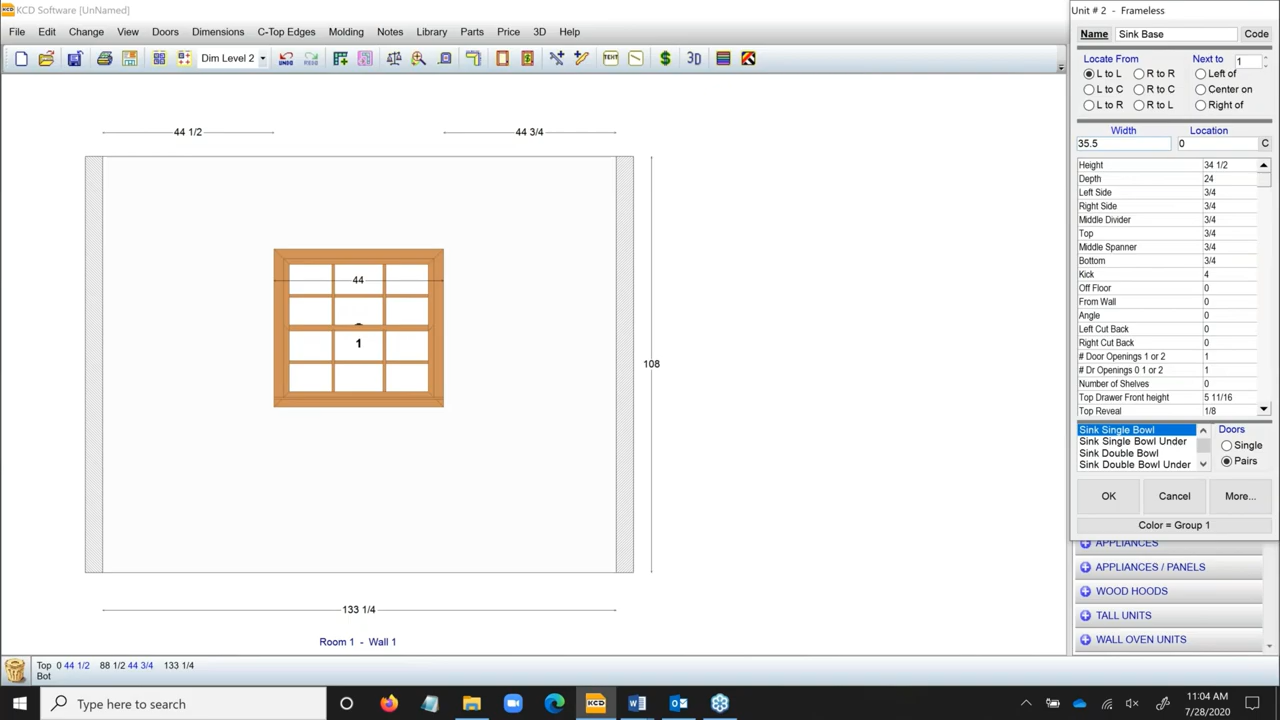 KCD Software [UnNamed]
File Edit Change View Doors Dimensions C-Top Edges Molding Notes Library Parts Price 3D Help
Dim Level 2
UNDO REDO TEXT $ 3D
44 1/2 44 3/4
44
1
108
133 1/4
Room 1 - Wall 1
Top 0 44 1/2 88 1/2 44 3/4 133 1/4
Bot
Unit # 2 - Frameless
Name Sink Base Code
Locate From Next to 1
L to L R to R Left of
L to C R to C Center on
L to R R to L Right of
Width Location
35.5 0 C
Height 34 1/2
Depth 24
Left Side 3/4
Right Side 3/4
Middle Divider 3/4
Top 3/4
Middle Spanner 3/4
Bottom 3/4
Kick 4
Off Floor 0
From Wall 0
Angle 0
Left Cut Back 0
Right Cut Back 0
# Door Openings 1 or 2 1
# Dr Openings 0 1 or 2 1
Number of Shelves 0
Top Drawer Front height 5 11/16
Top Reveal 1/8
Sink Single Bowl Doors
Sink Single Bowl Under Single
Sink Double Bowl Pairs
Sink Double Bowl Under
OK Cancel More...
Color = Group 1
APPLIANCES
APPLIANCES / PANELS
WOOD HOODS
TALL UNITS
WALL OVEN UNITS
Type here to search
KCD
11:04 AM
7/28/2020